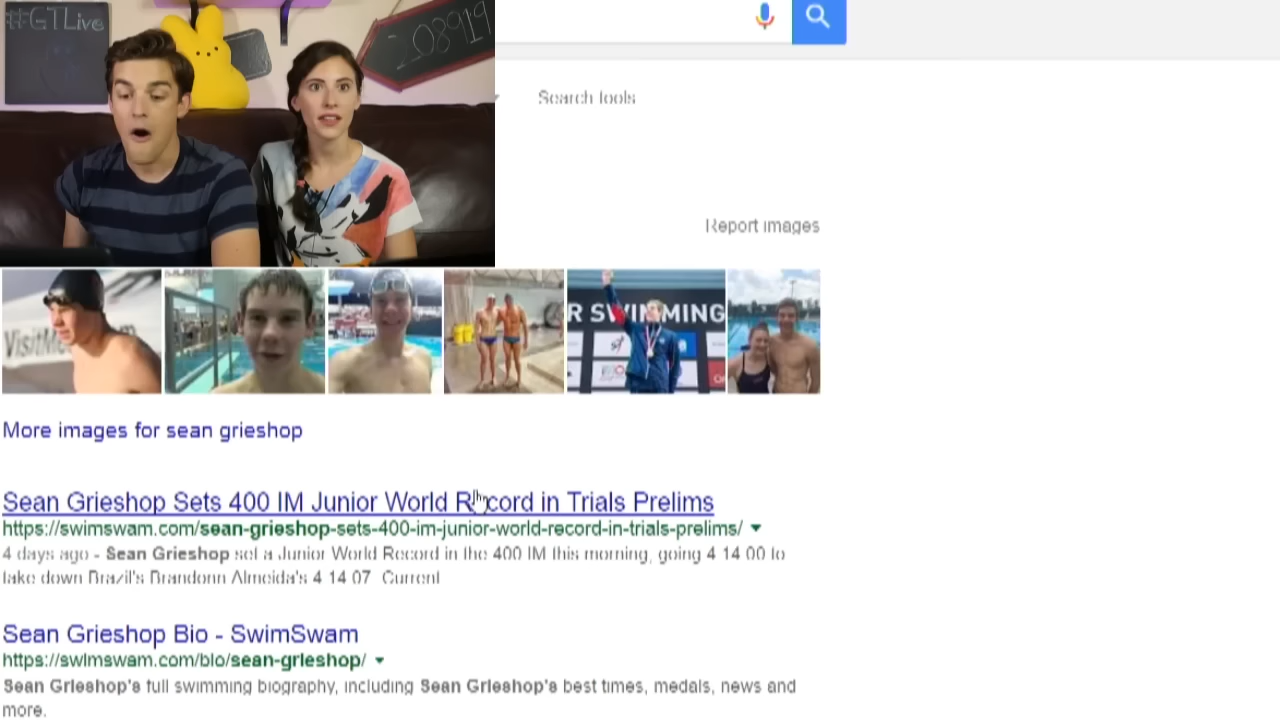 #GTLive
208919
Search tools
Report images
VisitM
R SWIMMING
More images for sean grieshop
Sean Grieshop Sets 400 IM Junior World Record in Trials Prelims
https://swimswam.com/sean-grieshop-sets-400-im-junior-world-record-in-trials-prelims/
4 days ago - Sean Grieshop set a Junior World Record in the 400 IM this morning, going 4 14 00 to
take down Brazil's Brandonn Almeida's 4 14 07 Current
Sean Grieshop Bio - SwimSwam
https://swimswam.com/bio/sean-grieshop/
Sean Grieshop's full swimming biography, including Sean Grieshop's best times, medals, news and
more.